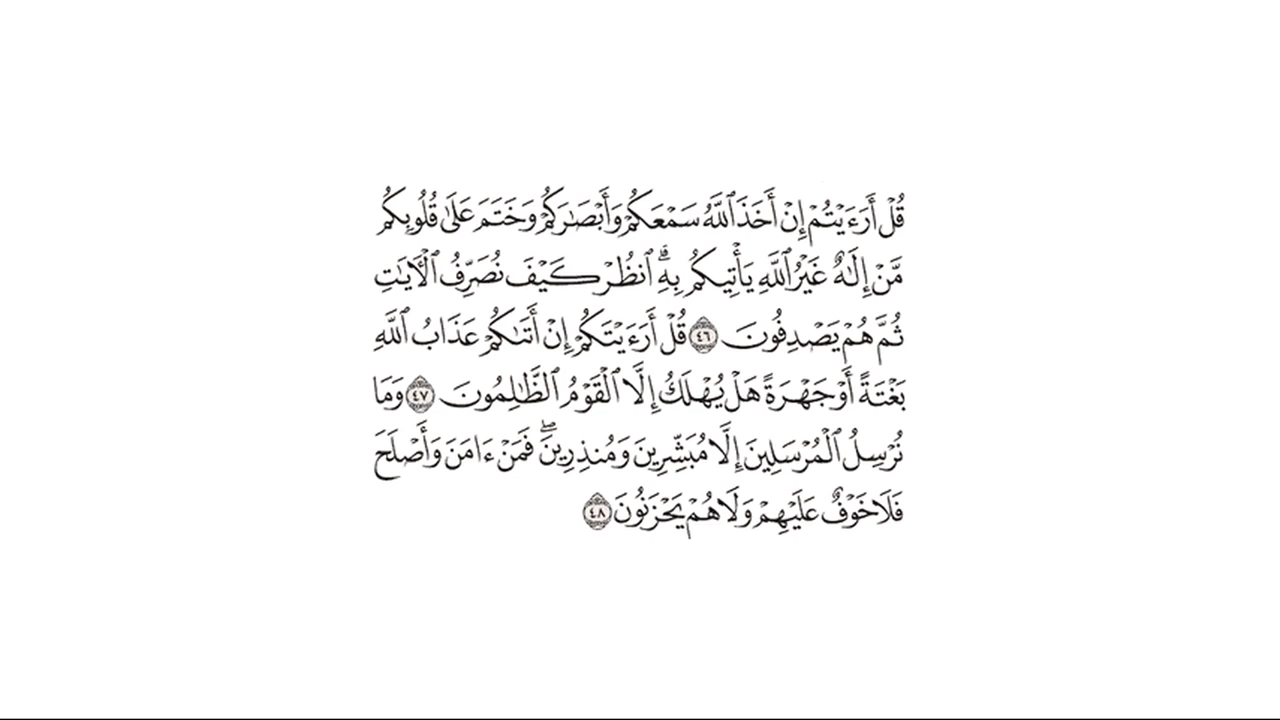 قُلْ أَرَءَيْتُمْ إِنْ أَخَذَ ٱللَّهُ سَمْعَكُمْ وَأَبْصَٰرَكُمْ وَخَتَمَ عَلَىٰ قُلُوبِكُم
مَّنْ إِلَٰهٌ غَيْرُ ٱللَّهِ يَأْتِيكُم بِهِۗ ٱنظُرْ كَيْفَ نُصَرِّفُ ٱلْأَيَٰتِ
ثُمَّ هُمْ يَصْدِفُونَ ٤٦ قُلْ أَرَءَيْتَكُمْ إِنْ أَتَىٰكُمْ عَذَابُ ٱللَّهِ
بَغْتَةً أَوْ جَهْرَةً هَلْ يُهْلَكُ إِلَّا ٱلْقَوْمُ ٱلظَّٰلِمُونَ ٤٧ وَمَا
نُرْسِلُ ٱلْمُرْسَلِينَ إِلَّا مُبَشِّرِينَ وَمُنذِرِينَۖ فَمَنْ ءَامَنَ وَأَصْلَحَ
فَلَا خَوْفٌ عَلَيْهِمْ وَلَا هُمْ يَحْزَنُونَ ٤٨